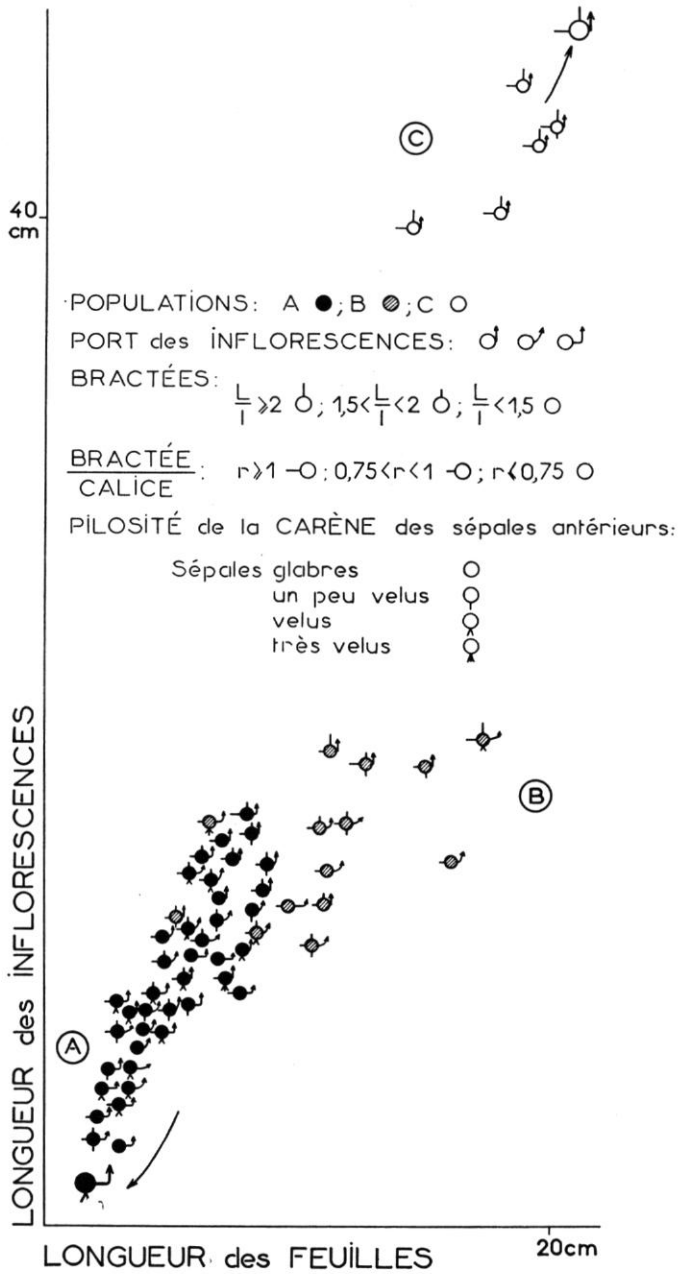 C
40
cm
POPULATIONS: A ; B ; C
PORT des INFLORESCENCES:
BRACTÉES:
L/l ⩾2 ; 1,5<L/l<2 ; L/l<1,5
BRACTÉE/CALICE : r⩾1 ; 0,75<r<1 ; r⩽0,75
PILOSITÉ de la CARÈNE des sépales antérieurs:
Sépales glabres
un peu velus
velus
très velus
B
A
LONGUEUR des INFLORESCENCES
20cm
LONGUEUR des FEUILLES